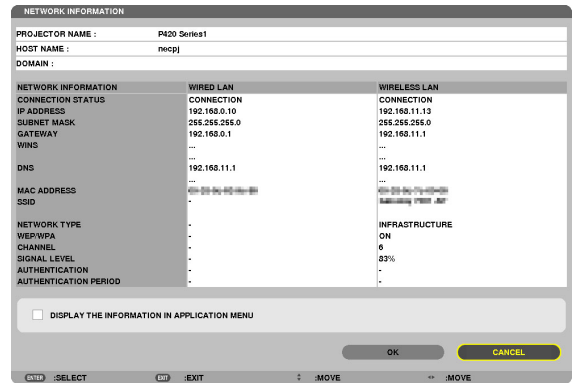 NETWORK INFORMATION
PROJECTOR NAME : P420 Series1
HOST NAME : necpj
DOMAIN :
NETWORK INFORMATION WIRED LAN WIRELESS LAN
CONNECTION STATUS CONNECTION CONNECTION
IP ADDRESS 192.168.0.10 192.168.11.13
SUBNET MASK 255.255.255.0 255.255.255.0
GATEWAY 192.168.0.1 192.168.11.1
WINS ... ...
... ...
DNS 192.168.11.1 192.168.11.1
... ...
MAC ADDRESS
SSID -
NETWORK TYPE - INFRASTRUCTURE
WEP/WPA - ON
CHANNEL - 6
SIGNAL LEVEL - 83%
AUTHENTICATION - -
AUTHENTICATION PERIOD - -
DISPLAY THE INFORMATION IN APPLICATION MENU
OK CANCEL
ENTER :SELECT EXIT :EXIT :MOVE :MOVE